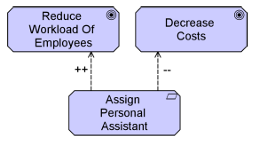 Reduce
Workload Of
Employees
Decrease
Costs
++
--
Assign
Personal
Assistant